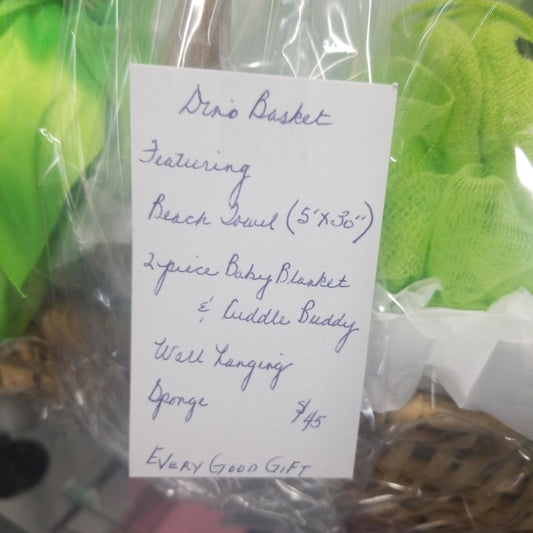 Dino Basket
Featuring
Beach Towel (5'x30")
2-piece Baby Blanket
& Cuddle Buddy
Wall Hanging
Sponge $45
EVERY GOOD GIFT